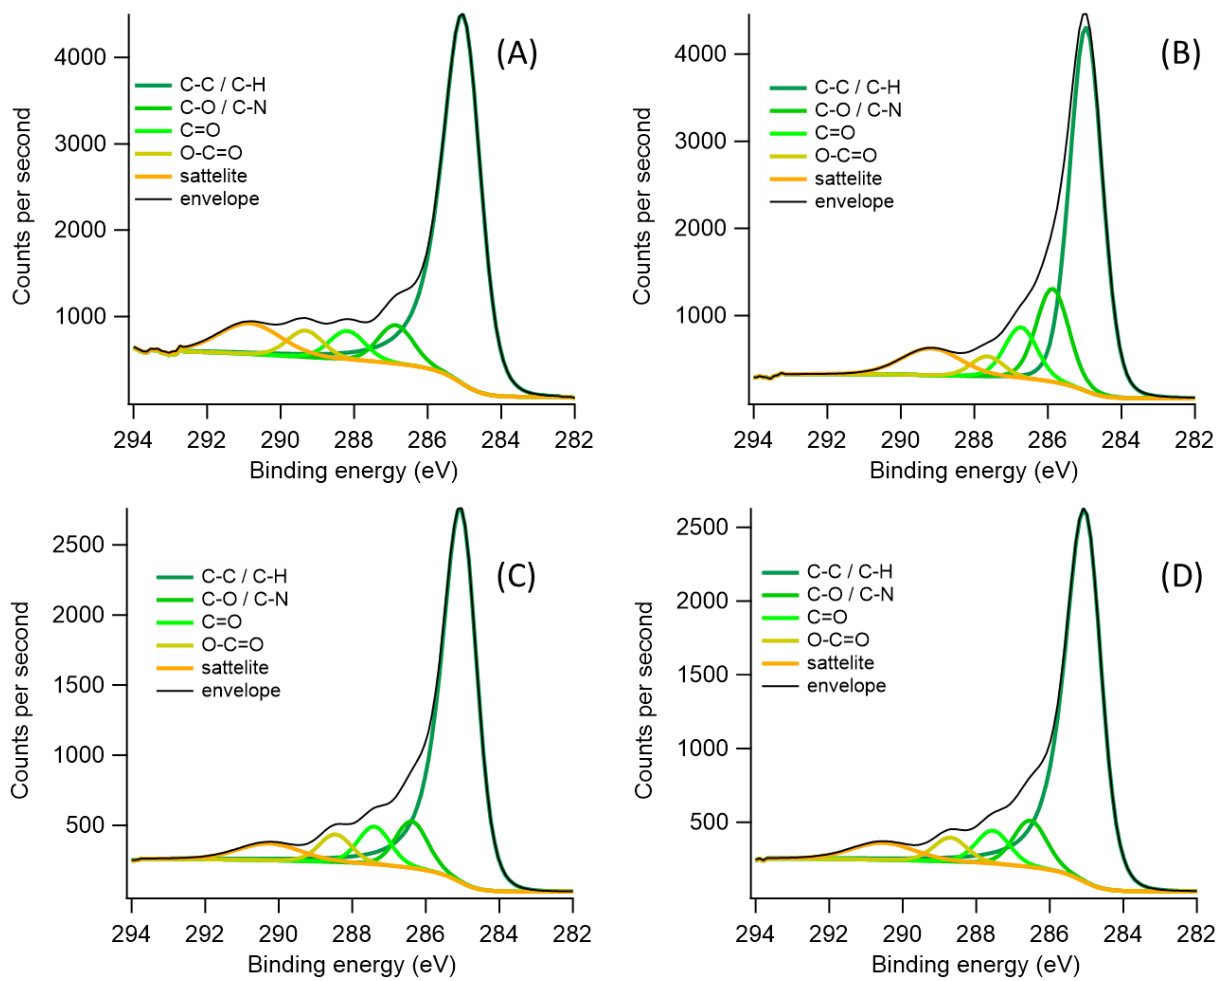 (A)
4000
3000
2000
1000
Counts per second
C-C / C-H
C-O / C-N
C=O
O-C=O
sattelite
envelope
294 292 290 288 286 284 282
Binding energy (eV)
(B)
4000
3000
2000
1000
Counts per second
C-C / C-H
C-O / C-N
C=O
O-C=O
sattelite
envelope
294 292 290 288 286 284 282
Binding energy (eV)
(C)
2500
2000
1500
1000
500
Counts per second
C-C / C-H
C-O / C-N
C=O
O-C=O
sattelite
envelope
294 292 290 288 286 284 282
Binding energy (eV)
(D)
2500
2000
1500
1000
500
Counts per second
C-C / C-H
C-O / C-N
C=O
O-C=O
sattelite
envelope
294 292 290 288 286 284 282
Binding energy (eV)